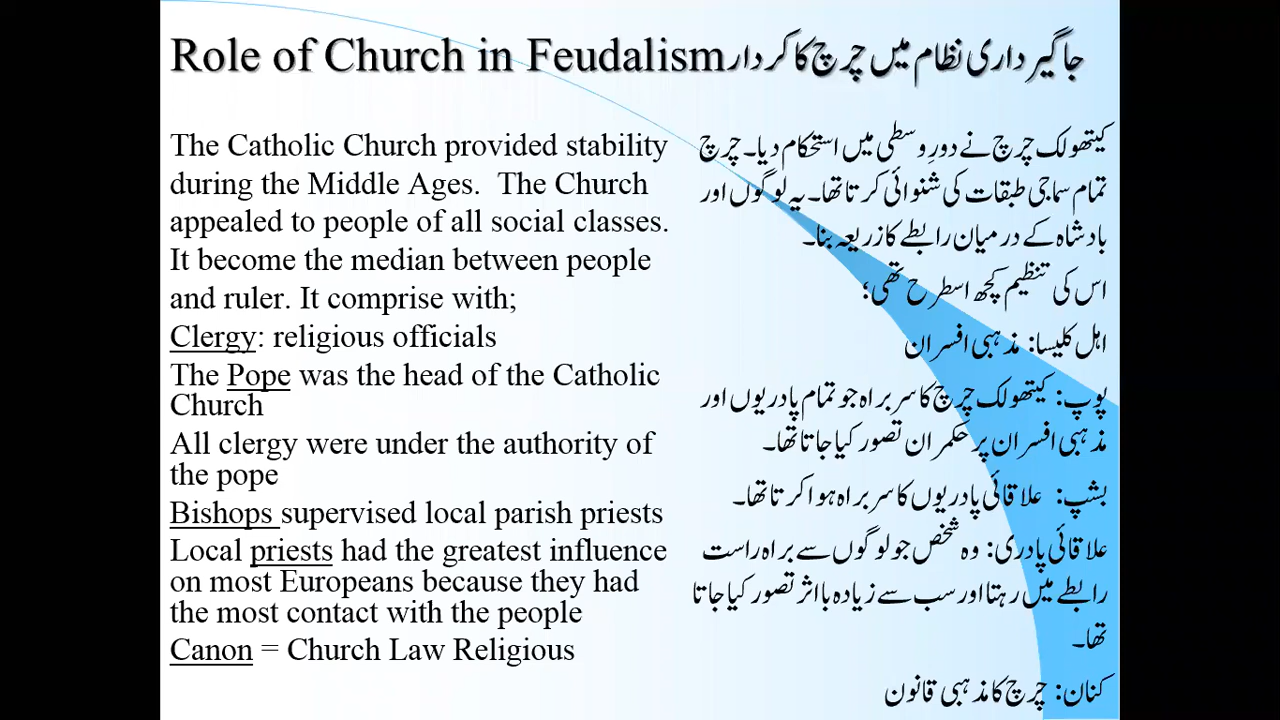 Role of Church in Feudalism جاگیر داری نظام میں چرچ کا کردار
The Catholic Church provided stability
during the Middle Ages.  The Church
appealed to people of all social classes.
It become the median between people
and ruler. It comprise with;
Clergy: religious officials
The Pope was the head of the Catholic
Church
All clergy were under the authority of
the pope
Bishops supervised local parish priests
Local priests had the greatest influence
on most Europeans because they had
the most contact with the people
Canon = Church Law Religious
کیتھولک چرچ نے دورِ وسطی میں استحکام دیا۔ چرچ
تمام سماجی طبقات کی شنوائی کرتا تھا۔ یہ لوگوں اور
بادشاہ کے درمیان رابطے کا زریعہ بنا۔
اس کی تنظیم کچھ اسطرح تھی؛
اہل کلیسا: مذہبی افسران
پوپ: کیتھولک چرچ کا سربراہ جو تمام پادریوں اور
مذہبی افسران پر حکمران تصور کیا جاتا تھا۔
بشپ: علاقائی پادریوں کا سربراہ ہوا کرتا تھا۔
علاقائی پادری: وہ شخص جو لوگوں سے براہ راست
رابطے میں رہتا اور سب سے زیادہ بااثر تصور کیا جاتا
تھا۔
کنان: چرچ کا مذہبی قانون